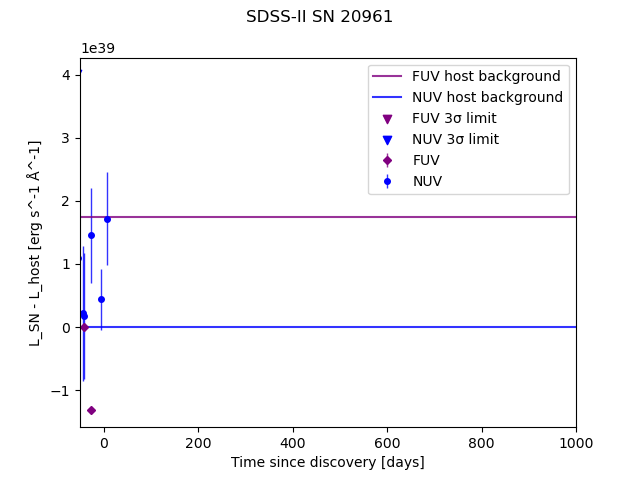 SDSS-II SN 20961
1e39
FUV host background
NUV host background
FUV 3σ limit
NUV 3σ limit
FUV
NUV
4
3
2
1
0
−1
L_SN - L_host [erg s^-1 Å^-1]
0 200 400 600 800 1000
Time since discovery [days]